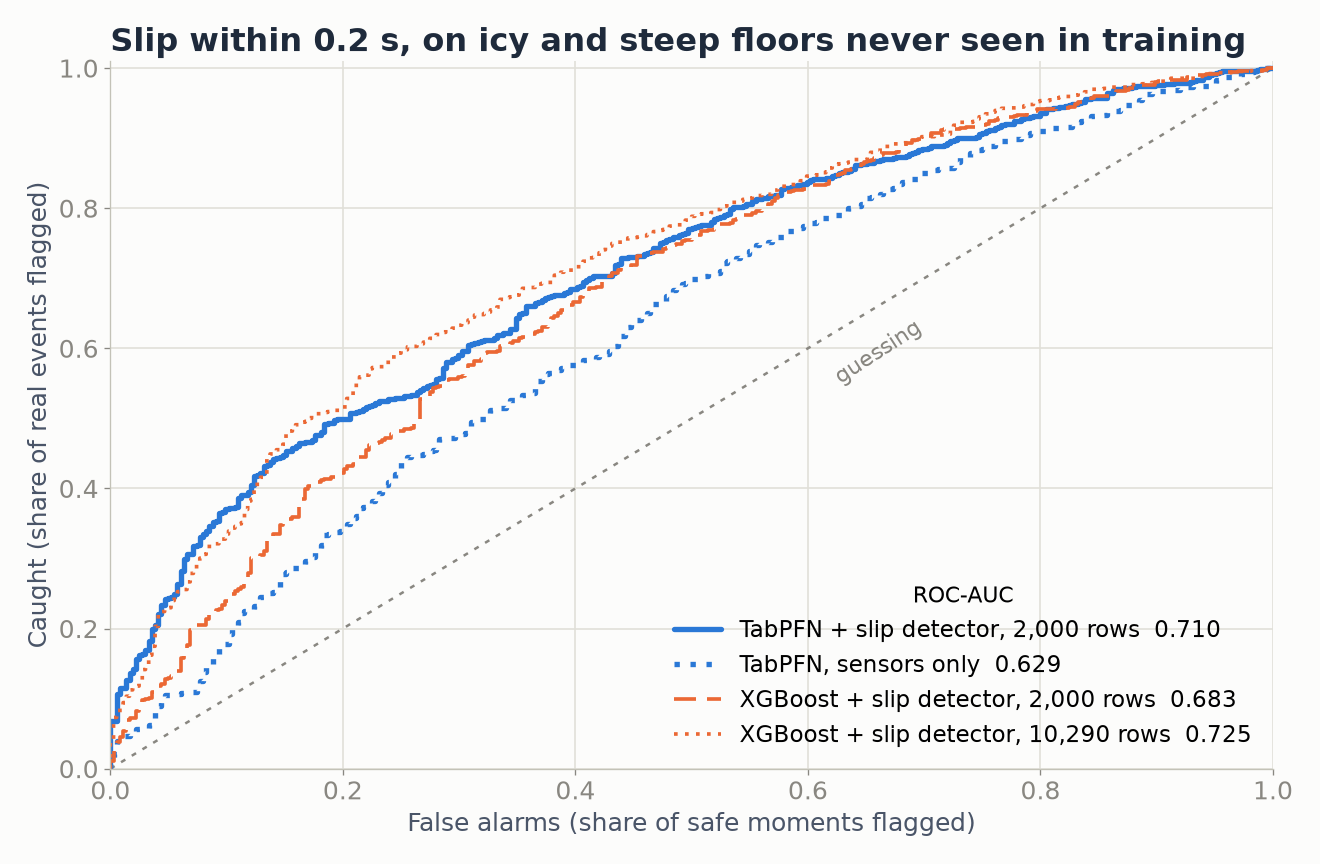 Slip within 0.2 s, on icy and steep floors never seen in training
Caught (share of real events flagged)
1.0
0.8
0.6
0.4
0.2
0.0
guessing
ROC-AUC
TabPFN + slip detector, 2,000 rows 0.710
TabPFN, sensors only 0.629
XGBoost + slip detector, 2,000 rows 0.683
XGBoost + slip detector, 10,290 rows 0.725
0.0 0.2 0.4 0.6 0.8 1.0
False alarms (share of safe moments flagged)